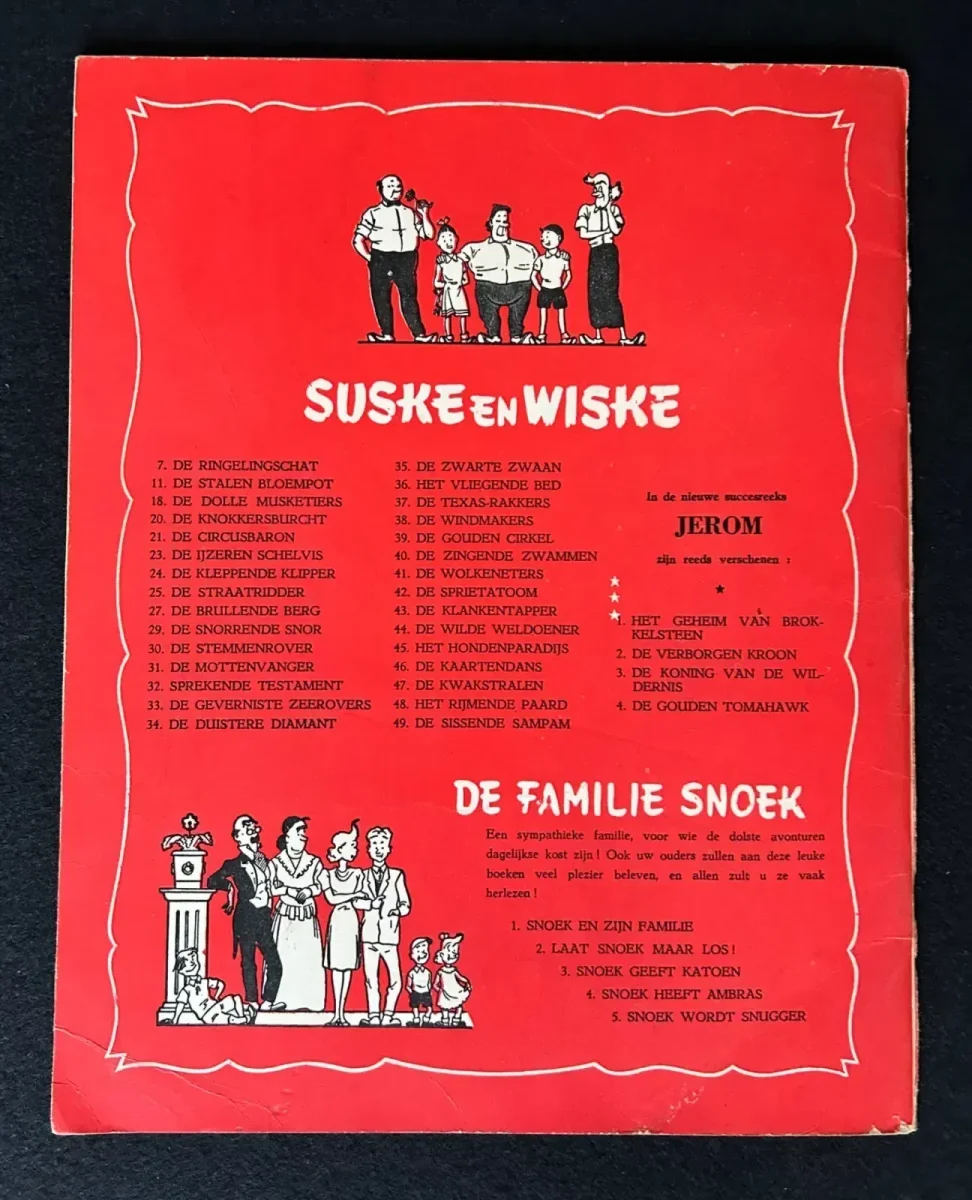 SUSKE EN WISKE
7. DE RINGELINGSCHAT
11. DE STALEN BLOEMPOT
18. DE DOLLE MUSKETIERS
20. DE KNOKKERSBURCHT
21. DE CIRCUSBARON
23. DE IJZEREN SCHELVIS
24. DE KLEPPENDE KLIPPER
25. DE STRAATRIDDER
27. DE BRULLENDE BERG
29. DE SNORRENDE SNOR
30. DE STEMMENROVER
31. DE MOTTENVANGER
32. SPREKENDE TESTAMENT
33. DE GEVERNISTE ZEEROVERS
34. DE DUISTERE DIAMANT
35. DE ZWARTE ZWAAN
36. HET VLIEGENDE BED
37. DE TEXAS-RAKKERS
38. DE WINDMAKERS
39. DE GOUDEN CIRKEL
40. DE ZINGENDE ZWAMMEN
41. DE WOLKENETERS
42. DE SPRIETATOOM
43. DE KLANKENTAPPER
44. DE WILDE WELDOENER
45. HET HONDENPARADIJS
46. DE KAARTENDANS
47. DE KWAKSTRALEN
48. HET RIJMENDE PAARD
49. DE SISSENDE SAMPAM
In de nieuwe succesreeks
JEROM
zijn reeds verschenen :
1. HET GEHEIM VAN BROK-
KELSTEEN
2. DE VERBORGEN KROON
3. DE KONING VAN DE WIL-
DERNIS
4. DE GOUDEN TOMAHAWK
DE FAMILIE SNOEK
Een sympathieke familie, voor wie de dolste avonturen
dagelijkse kost zijn ! Ook uw ouders zullen aan deze leuke
boeken veel plezier beleven, en allen zult u ze vaak
herlezen !
1. SNOEK EN ZIJN FAMILIE
2. LAAT SNOEK MAAR LOS !
3. SNOEK GEEFT KATOEN
4. SNOEK HEEFT AMBRAS
5. SNOEK WORDT SNUGGER